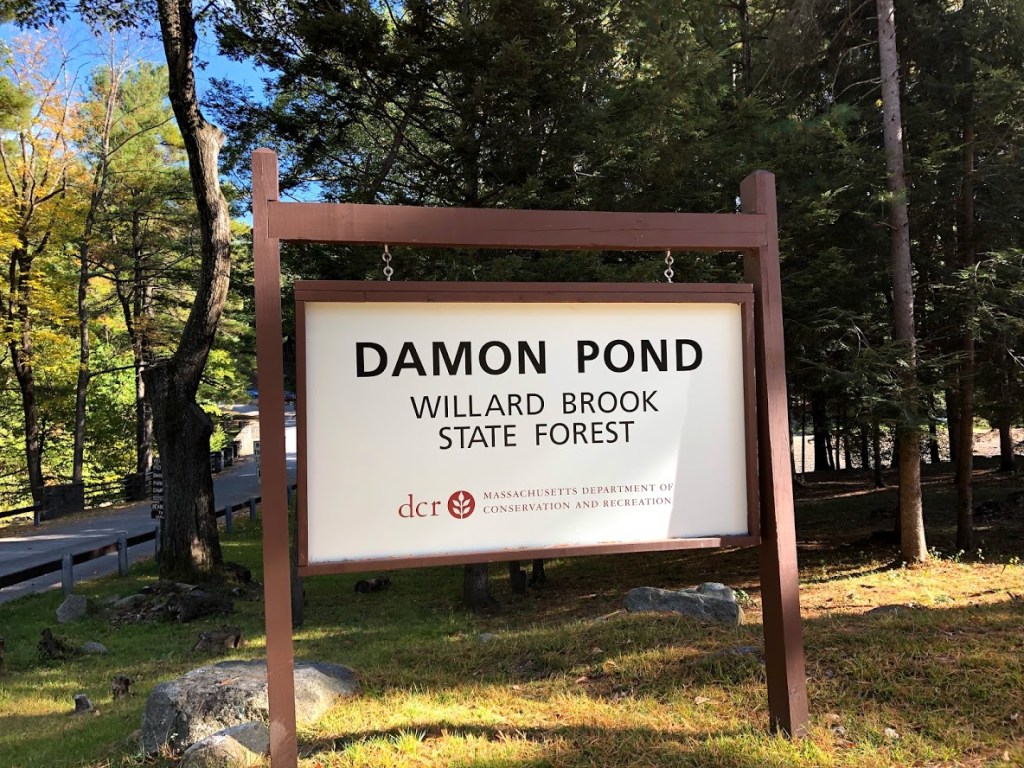 DAMON POND
WILLARD BROOK
STATE FOREST
dcr MASSACHUSETTS DEPARTMENT OF
CONSERVATION AND RECREATION